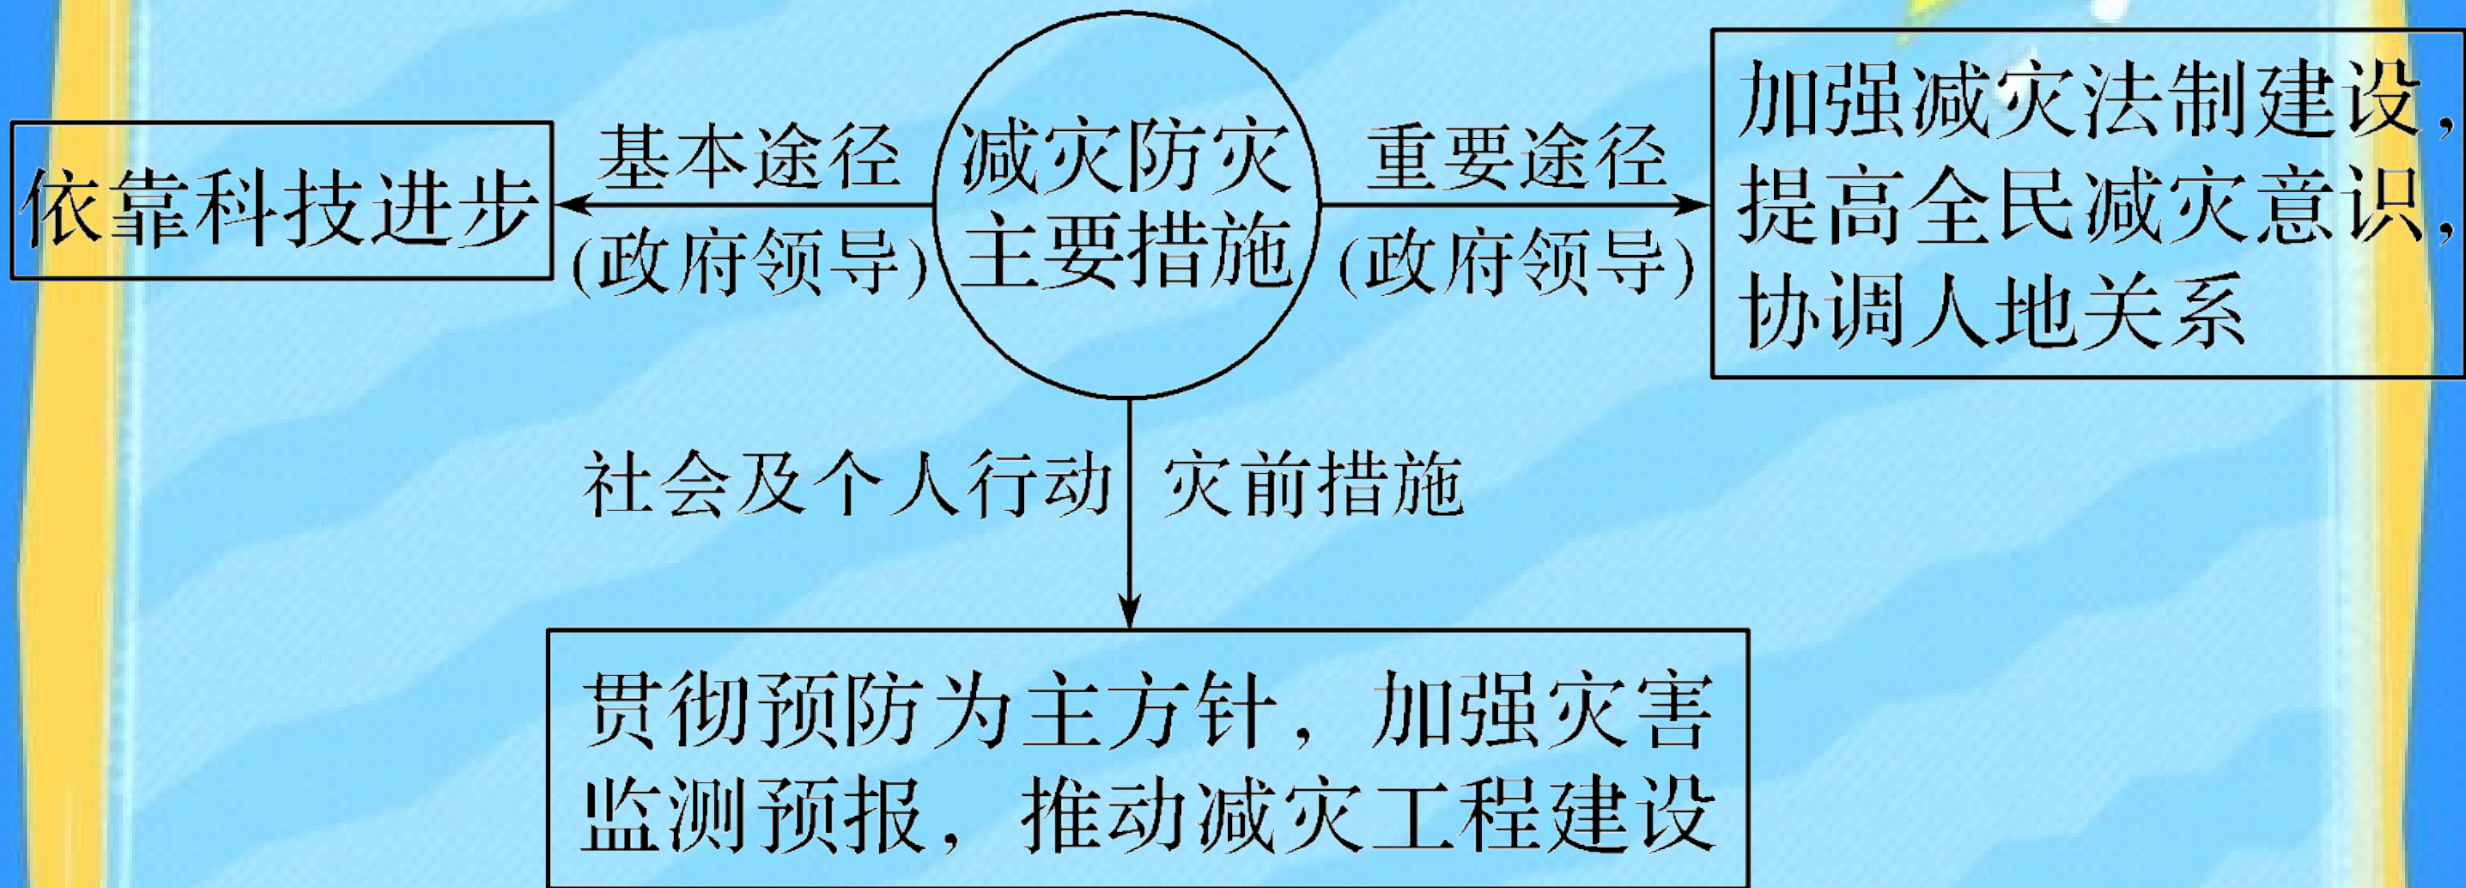 依靠科技进步
基本途径
(政府领导)
减灾防灾
主要措施
重要途径
(政府领导)
加强减灾法制建设，
提高全民减灾意识，
协调人地关系
社会及个人行动
灾前措施
贯彻预防为主方针，加强灾害
监测预报，推动减灾工程建设